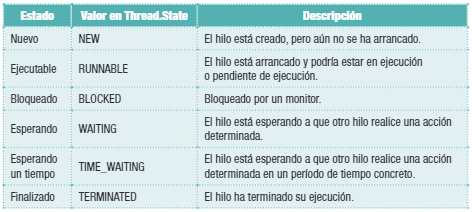 Estado Valor en Thread.State Descripción
Nuevo NEW El hilo está creado, pero aún no se ha arrancado.
Ejecutable RUNNABLE El hilo está arrancado y podría estar en ejecución
o pendiente de ejecución.
Bloqueado BLOCKED Bloqueado por un monitor.
Esperando WAITING El hilo está esperando a que otro hilo realice una acción
determinada.
Esperando
un tiempo TIME_WAITING El hilo está esperando a que otro hilo realice una acción
determinada en un período de tiempo concreto.
Finalizado TERMINATED El hilo ha terminado su ejecución.